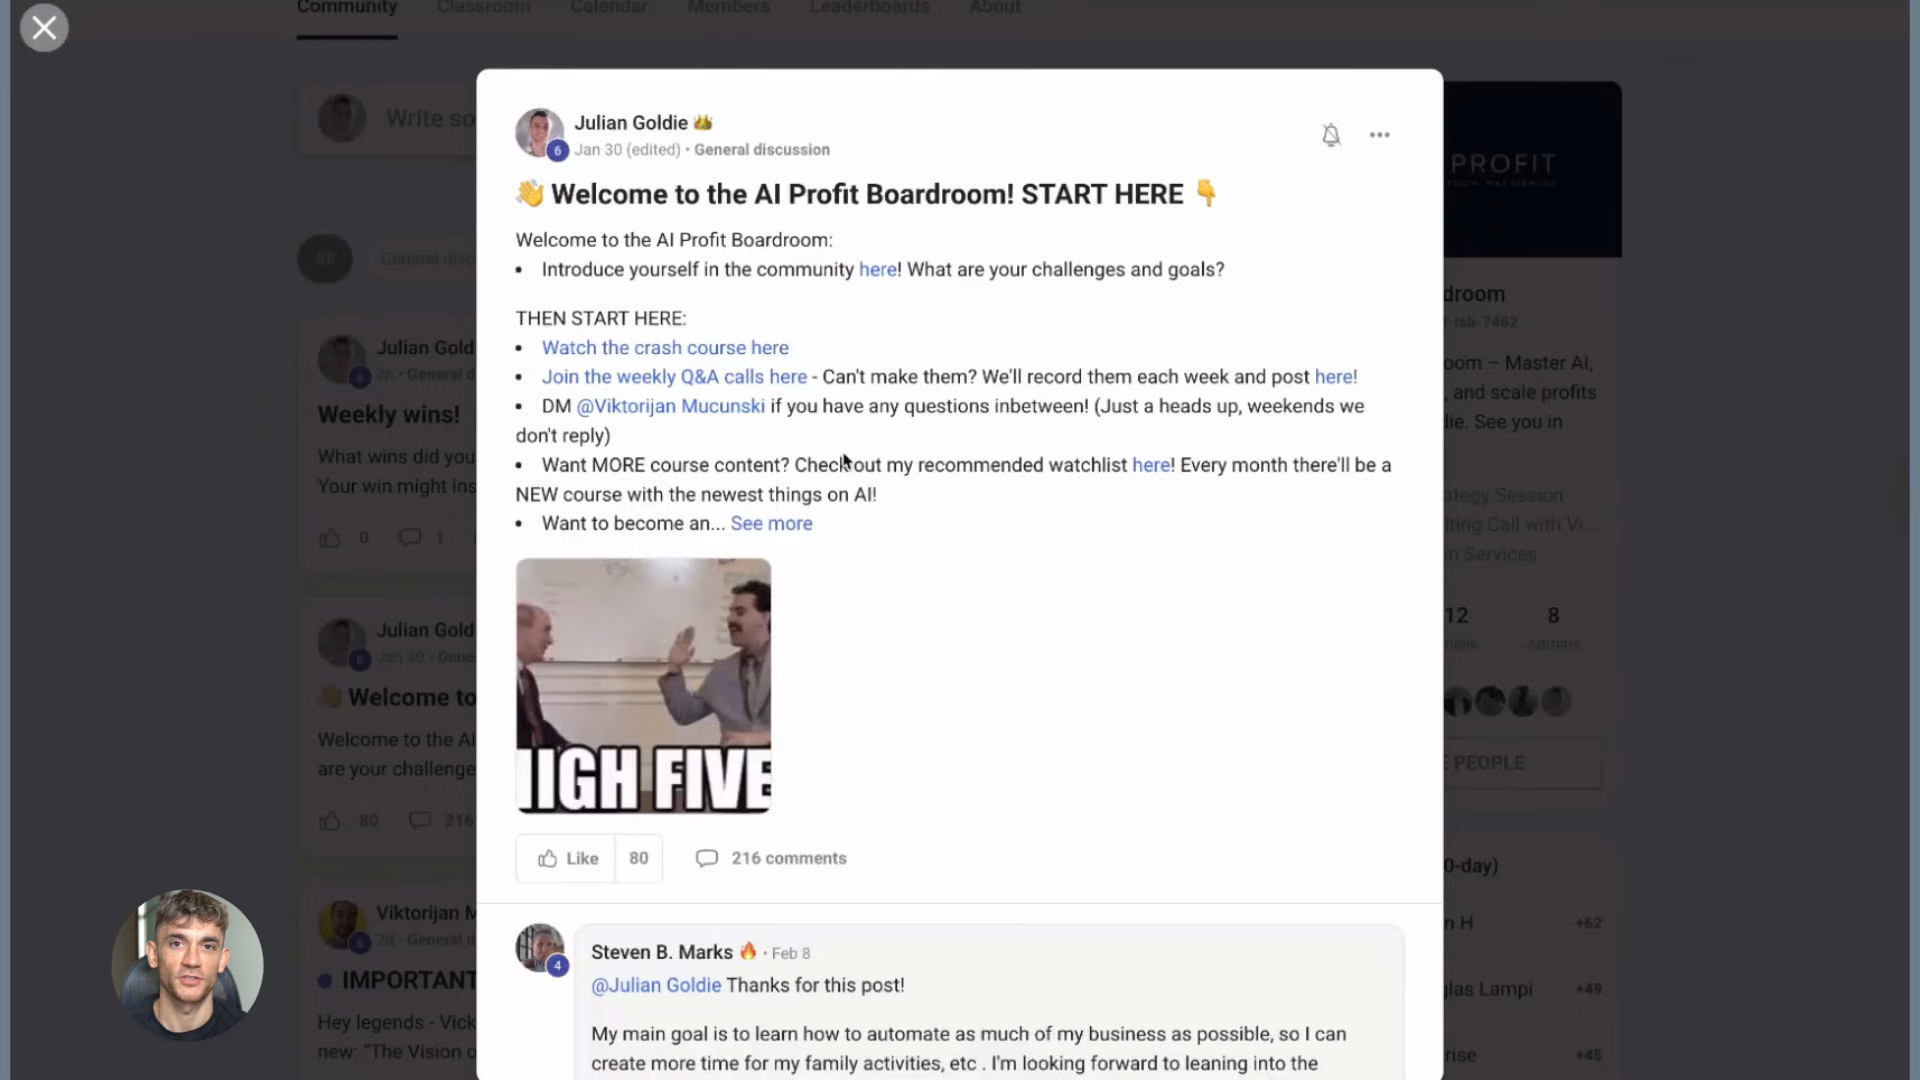 Community Classroom Calendar Members Leaderboards About
Write so
PROFIT
Julian Goldie
6 Jan 30 (edited) • General discussion
👋 Welcome to the AI Profit Boardroom! START HERE 👇
Welcome to the AI Profit Boardroom:
• Introduce yourself in the community here! What are your challenges and goals?
THEN START HERE:
• Watch the crash course here
• Join the weekly Q&A calls here - Can't make them? We'll record them each week and post here!
• DM @Viktorijan Mucunski if you have any questions inbetween! (Just a heads up, weekends we
don't reply)
• Want MORE course content? Check out my recommended watchlist here! Every month there'll be a
NEW course with the newest things on AI!
• Want to become an... See more
HIGH FIVE
Like 80 216 comments
Steven B. Marks 🔥 • Feb 8
4
@Julian Goldie Thanks for this post!
My main goal is to learn how to automate as much of my business as possible, so I can
create more time for my family activities, etc . I'm looking forward to leaning into the
All General disc
Julian Gold
6 2h • General d
Weekly wins!
What wins did you
Your win might ins
0 1
Julian Gold
6 Jan 30 • Gene
👋 Welcome to
Welcome to the AI
are your challenge
80 216
Viktorijan M
6 2d • General d
IMPORTANT
Hey legends - Vick
new: "The Vision o
droom
t-lab-7462
oom – Master AI,
, and scale profits
die. See you in
ategy Session
lting Call with Vi...
n Services
12 8
nline Admins
E PEOPLE
0-day)
n H +62
glas Lampi +49
rise +45